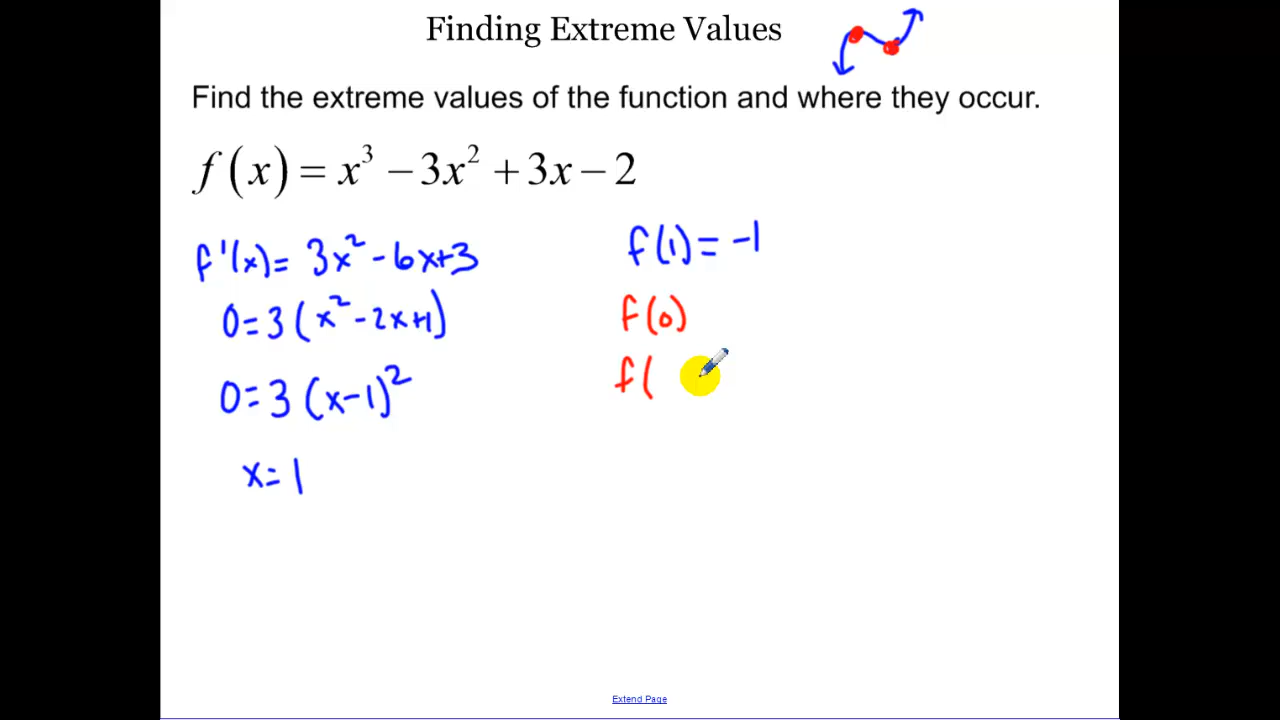 Finding Extreme Values
Find the extreme values of the function and where they occur.
f(x) = x³ − 3x² + 3x − 2
f'(x) = 3x² - 6x+3
0 = 3(x² - 2x+1)
0 = 3(x-1)²
x = 1
f(1) = -1
f(0)
f(
Extend Page